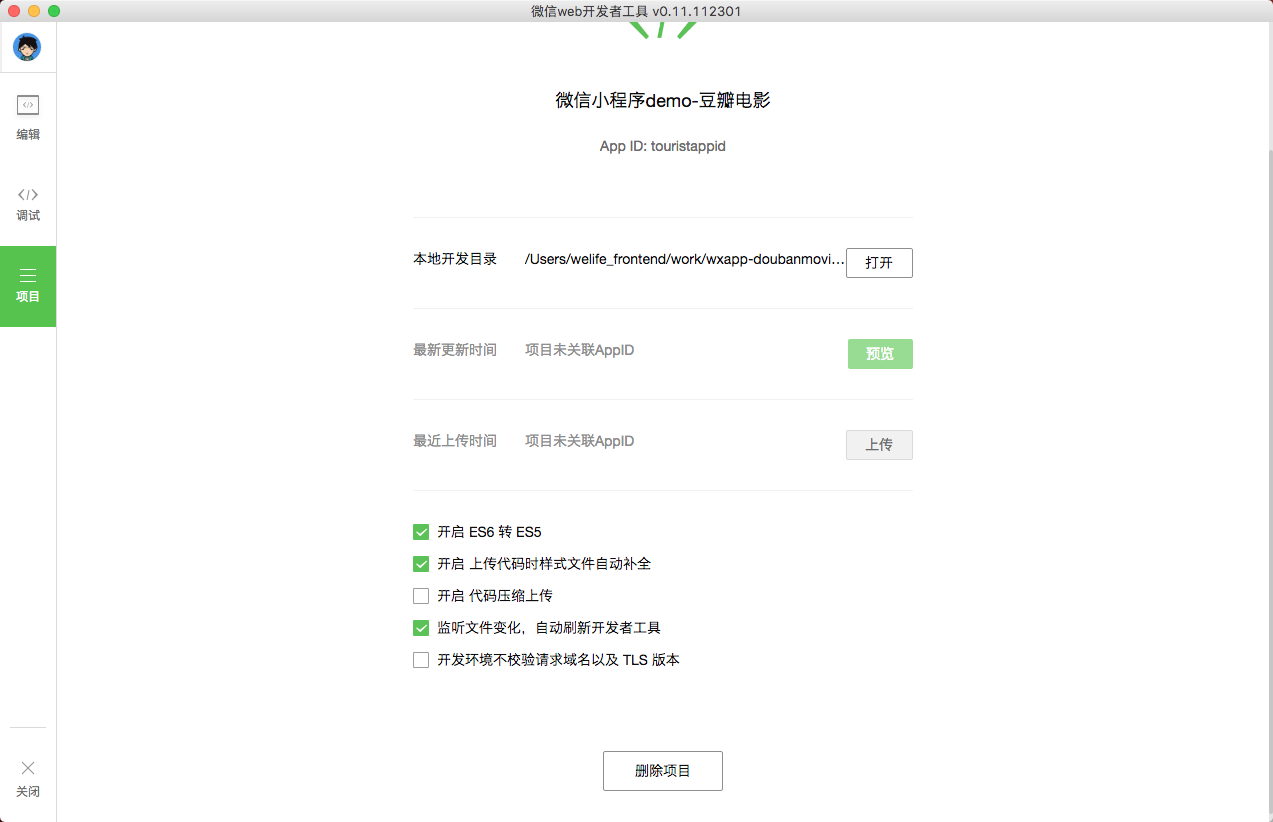 微信web开发者工具 v0.11.112301
编辑
调试
项目
关闭
微信小程序demo-豆瓣电影
App ID: touristappid
本地开发目录 /Users/welife_frontend/work/wxapp-doubanmovi... 打开
最新更新时间 项目未关联AppID 预览
最近上传时间 项目未关联AppID 上传
开启 ES6 转 ES5
开启 上传代码时样式文件自动补全
开启 代码压缩上传
监听文件变化，自动刷新开发者工具
开发环境不校验请求域名以及 TLS 版本
删除项目